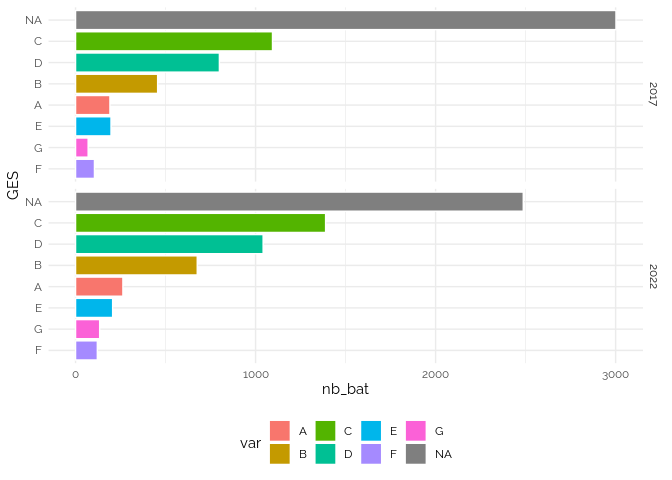 NA
C
D
B
A
E
G
F
2017
GES
NA
C
D
B
A
E
G
F
2022
0 1000 2000 3000
nb_bat
var
A C E G
B D F NA